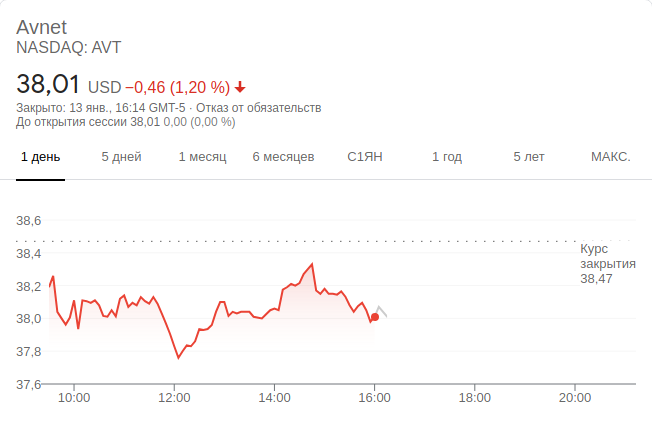 Avnet
NASDAQ: AVT
38,01 USD −0,46 (1,20 %)
Закрыто: 13 янв., 16:14 GMT-5 · Отказ от обязательств
До открытия сессии 38,01 0,00 (0,00 %)
1 день 5 дней 1 месяц 6 месяцев С1ЯН 1 год 5 лет МАКС.
38,6
38,4
38,2
38,0
37,8
37,6
Курс
закрытия
38,47
10:00 12:00 14:00 16:00 18:00 20:00